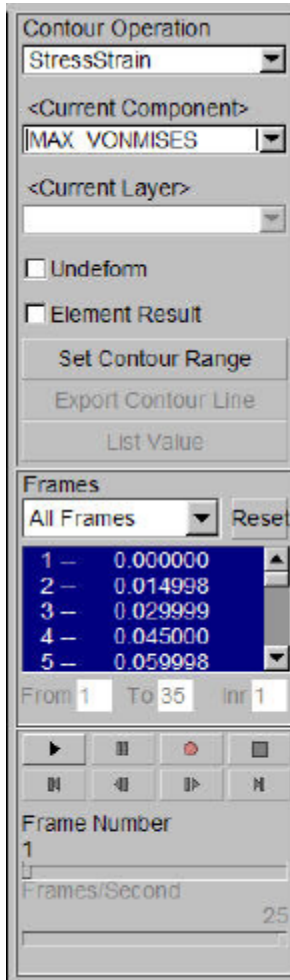 Contour Operation
StressStrain
<Current Component>
MAX_VONMISES
<Current Layer>
Undeform
Element Result
Set Contour Range
Export Contour Line
List Value
Frames
All Frames Reset
1 -- 0.000000
2 -- 0.014998
3 -- 0.029999
4 -- 0.045000
5 -- 0.059998
From 1 To 35 Inr 1
Frame Number
1
Frames/Second
25